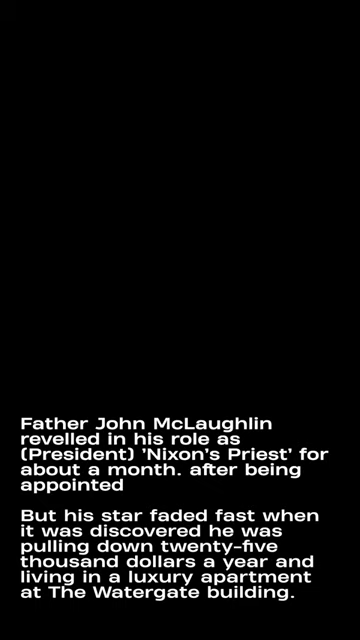 Father John McLaughlin
revelled in his role as
(President) 'Nixon's Priest' for
about a month. after being
appointed
But his star faded fast when
it was discovered he was
pulling down twenty-five
thousand dollars a year and
living in a luxury apartment
at The Watergate building.